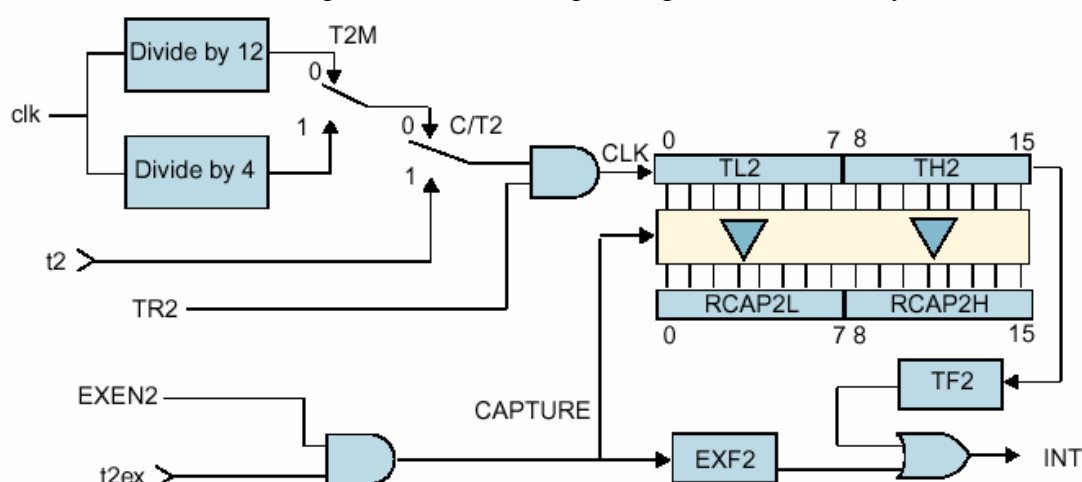 T2M
Divide by 12
0
clk
1
0
C/T2
Divide by 4
1
CLK
0
7
8
15
TL2
TH2
t2
TR2
RCAP2L
RCAP2H
0
7
8
15
EXEN2
CAPTURE
TF2
t2ex
EXF2
INT